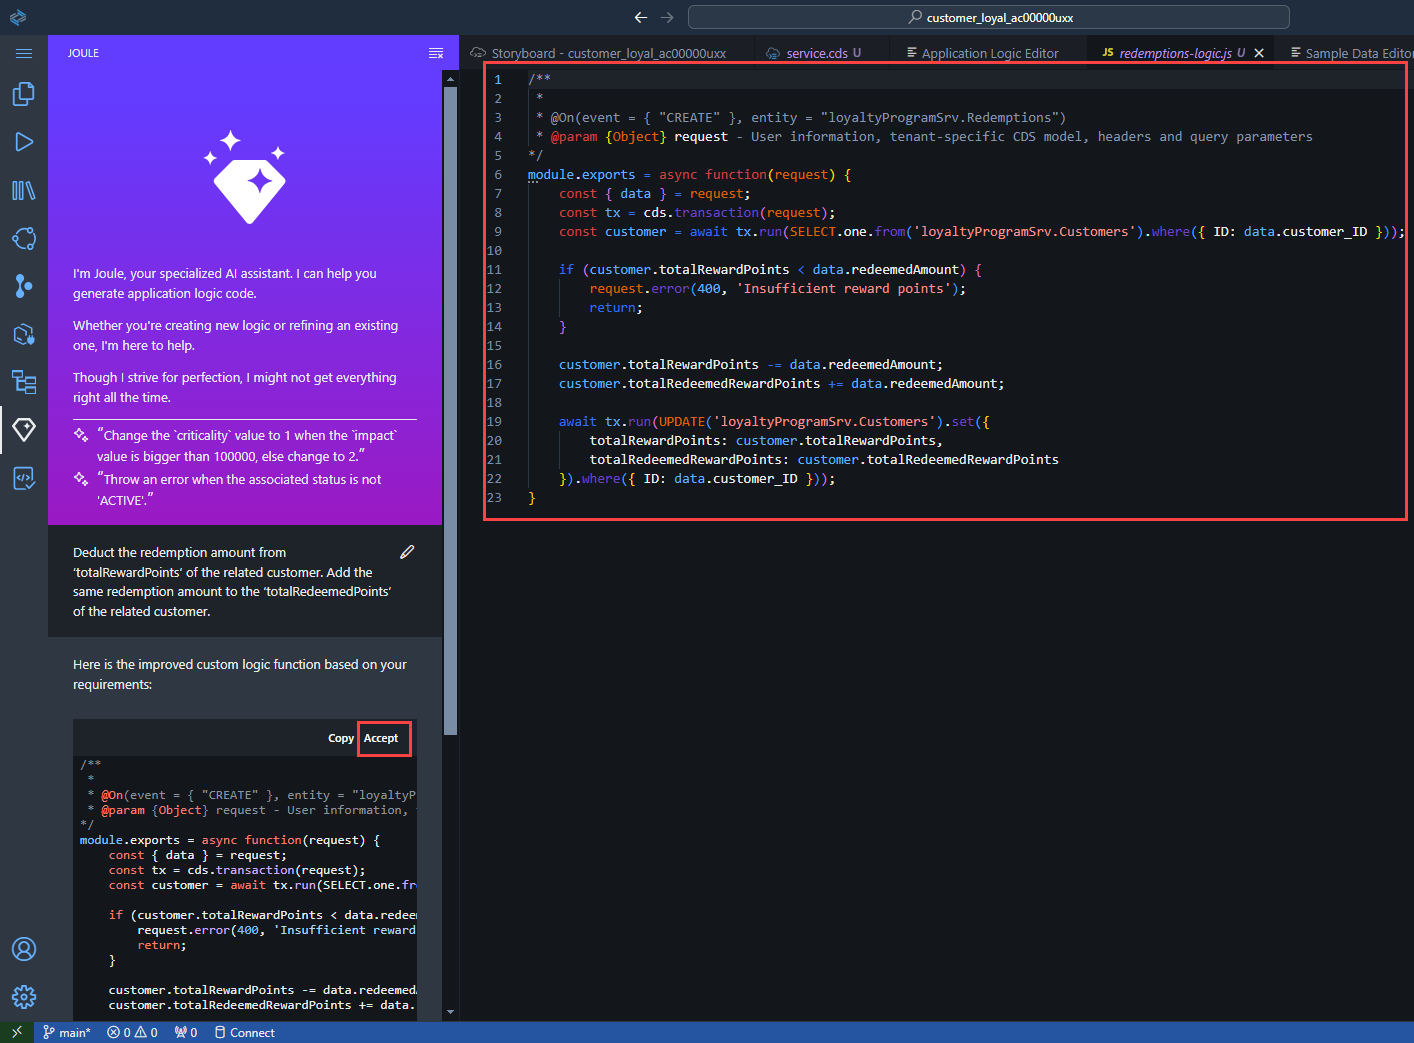 customer_loyal_ac00000uxx
JOULE
Storyboard - customer_loyal_ac00000uxx
service.cds U
Application Logic Editor
JS redemptions-logic.js U
Sample Data Editor
I'm Joule, your specialized AI assistant. I can help you
generate application logic code.
Whether you're creating new logic or refining an existing
one, I'm here to help.
Though I strive for perfection, I might not get everything
right all the time.
"Change the `criticality` value to 1 when the `impact`
value is bigger than 100000, else change to 2."
"Throw an error when the associated status is not
'ACTIVE'."
Deduct the redemption amount from
‘totalRewardPoints’ of the related customer. Add the
same redemption amount to the ‘totalRedeemedPoints’
of the related customer.
Here is the improved custom logic function based on your
requirements:
Copy Accept
/**
*
* @On(event = { "CREATE" }, entity = "loyaltyP
* @param {Object} request - User information,
*/
module.exports = async function(request) {
const { data } = request;
const tx = cds.transaction(request);
const customer = await tx.run(SELECT.one.fr
if (customer.totalRewardPoints < data.redee
request.error(400, 'Insufficient reward
return;
}
customer.totalRewardPoints -= data.redeemed
customer.totalRedeemedRewardPoints += data.
1 /**
2 *
3 * @On(event = { "CREATE" }, entity = "loyaltyProgramSrv.Redemptions")
4 * @param {Object} request - User information, tenant-specific CDS model, headers and query parameters
5 */
6 module.exports = async function(request) {
7 const { data } = request;
8 const tx = cds.transaction(request);
9 const customer = await tx.run(SELECT.one.from('loyaltyProgramSrv.Customers').where({ ID: data.customer_ID }));
10
11 if (customer.totalRewardPoints < data.redeemedAmount) {
12 request.error(400, 'Insufficient reward points');
13 return;
14 }
15
16 customer.totalRewardPoints -= data.redeemedAmount;
17 customer.totalRedeemedRewardPoints += data.redeemedAmount;
18
19 await tx.run(UPDATE('loyaltyProgramSrv.Customers').set({
20 totalRewardPoints: customer.totalRewardPoints,
21 totalRedeemedRewardPoints: customer.totalRedeemedRewardPoints
22 }).where({ ID: data.customer_ID }));
23 }
main* 0 0 0 Connect